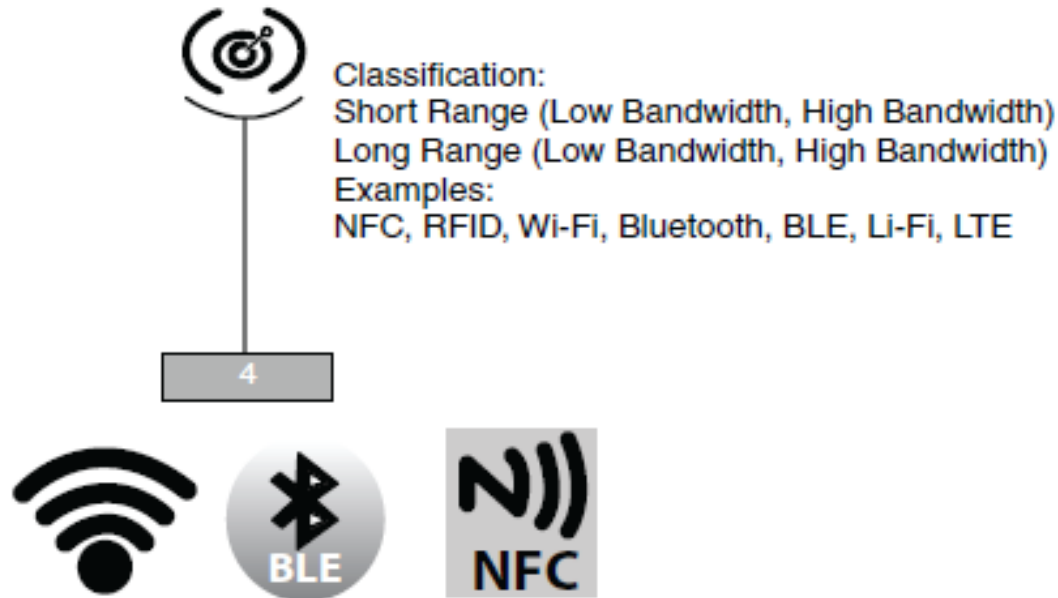 Classification:
Short Range (Low Bandwidth, High Bandwidth)
Long Range (Low Bandwidth, High Bandwidth)
Examples:
NFC, RFID, Wi-Fi, Bluetooth, BLE, Li-Fi, LTE
4
BLE
NFC